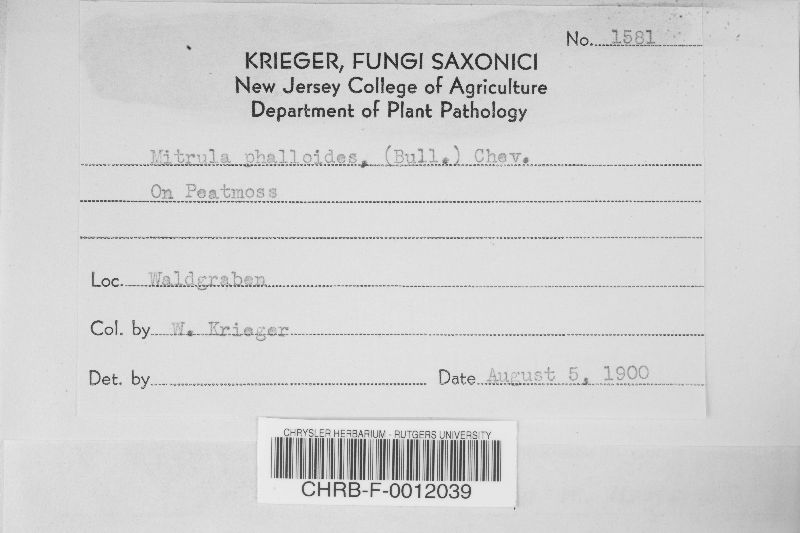 No. 1581
KRIEGER, FUNGI SAXONICI
New Jersey College of Agriculture
Department of Plant Pathology
Mitrula phalloides, (Bull.) Chev.
On Peatmoss
Loc. Waldgraben
Col. by W. Krieger
Det. by
Date August 5, 1900
CHRYSLER HERBARIUM - RUTGERS UNIVERSITY
CHRB-F-0012039